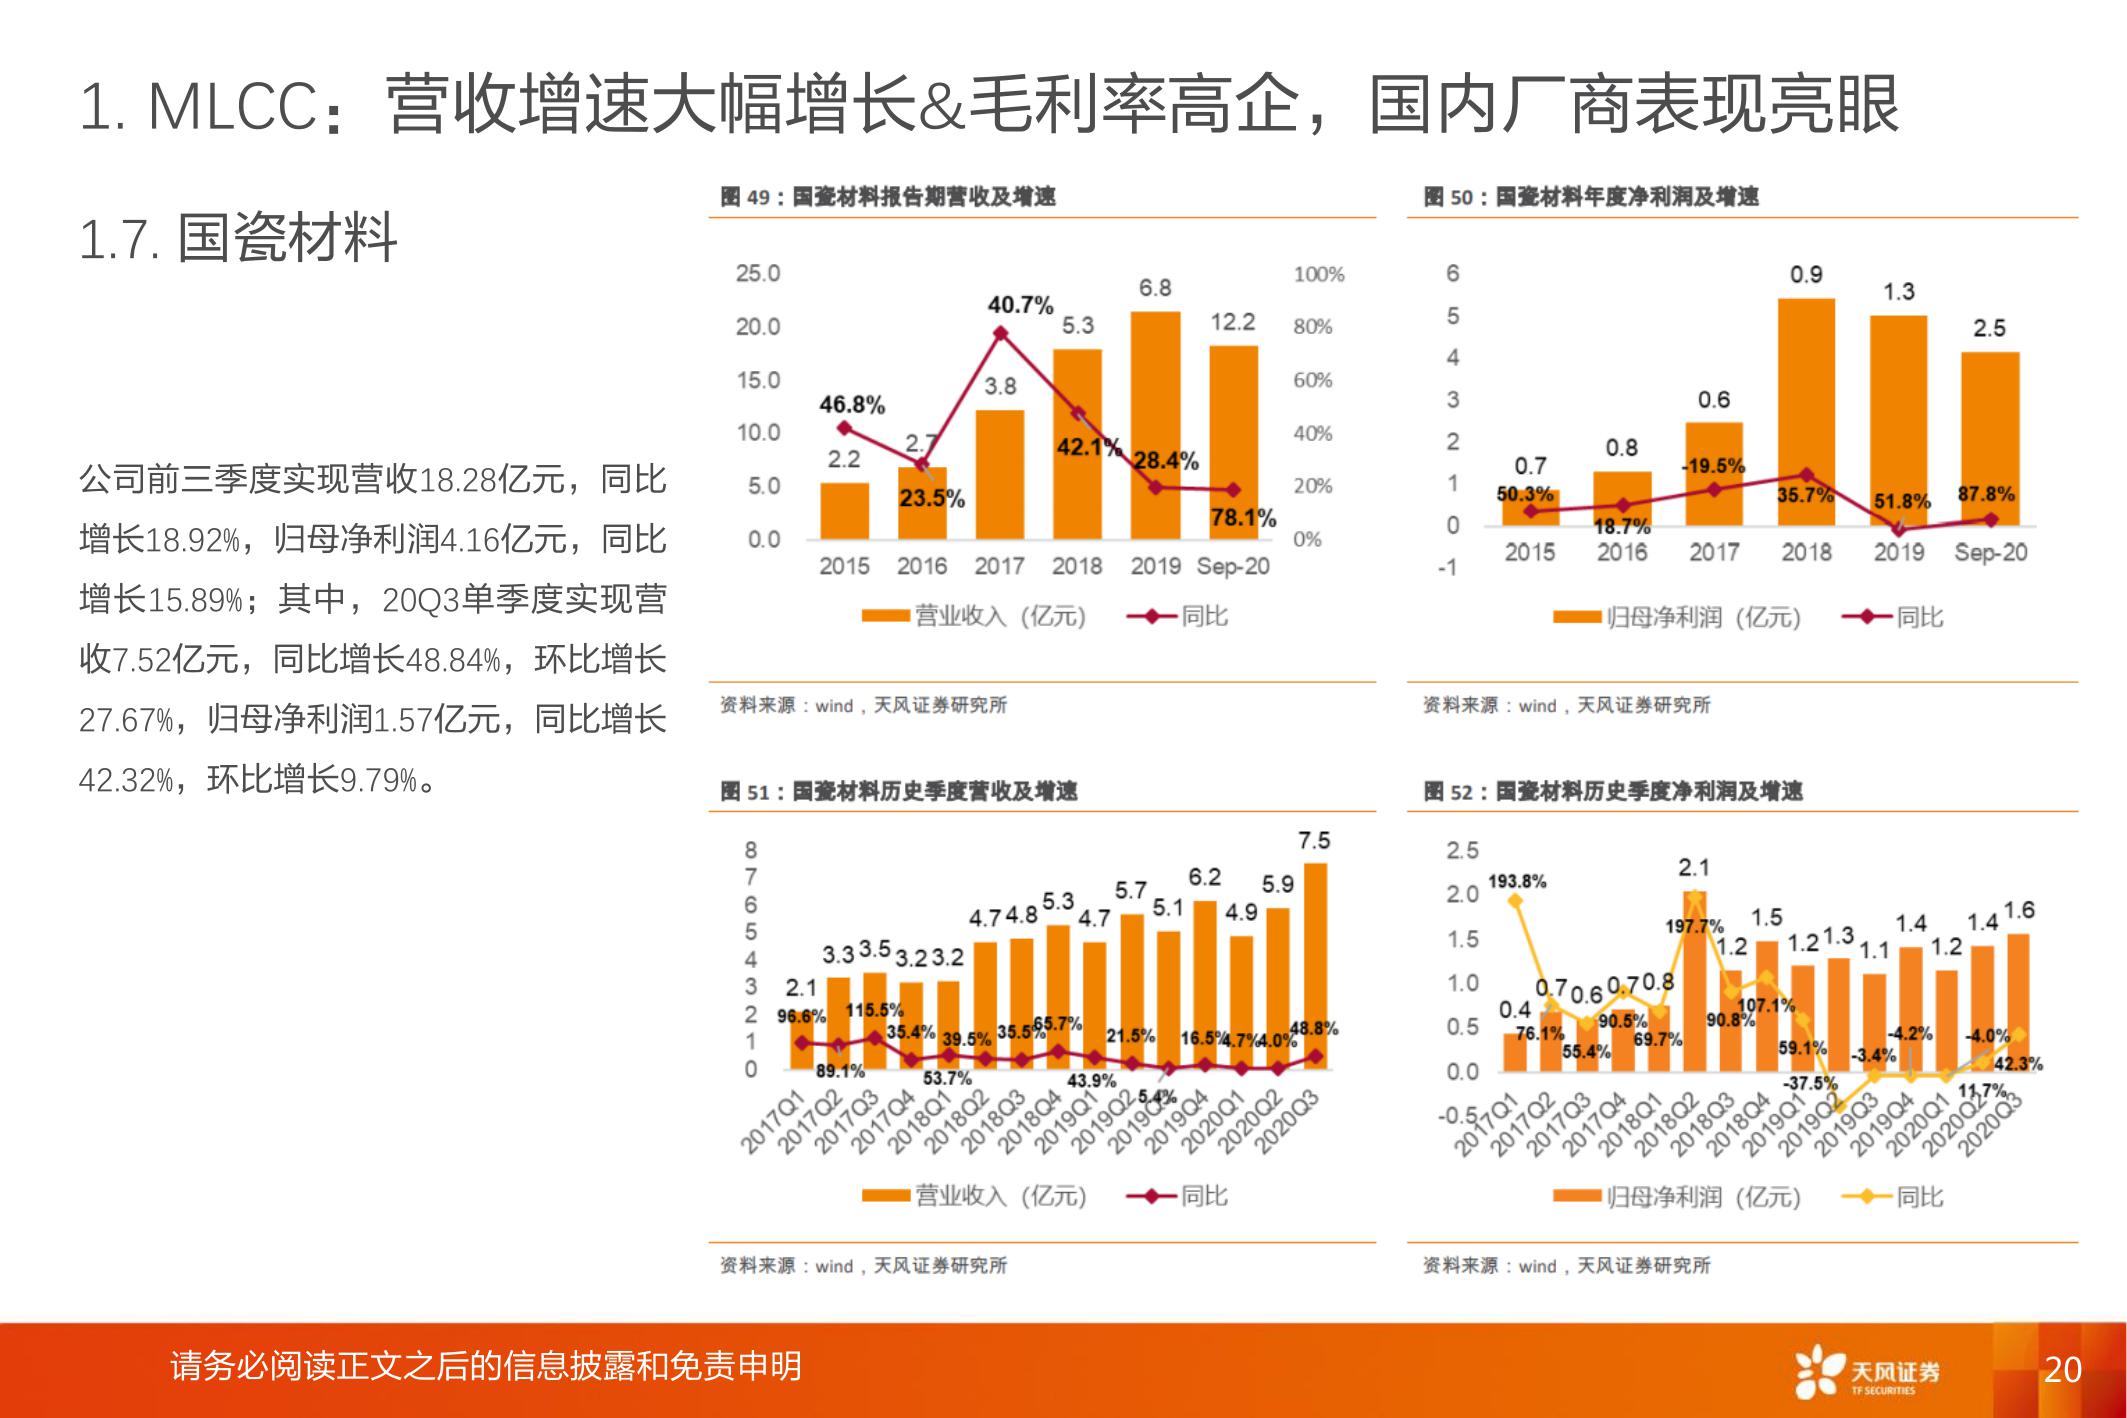 1. MLCC：营收增速大幅增长&毛利率高企，国内厂商表现亮眼
1.7. 国瓷材料
公司前三季度实现营收18.28亿元，同比
增长18.92%，归母净利润4.16亿元，同比
增长15.89%；其中，20Q3单季度实现营
收7.52亿元，同比增长48.84%，环比增长
27.67%，归母净利润1.57亿元，同比增长
42.32%，环比增长9.79%。
图 49：国瓷材料报告期营收及增速
25.0
20.0
15.0
10.0
5.0
0.0
100%
80%
60%
40%
20%
0%
2.2
2.7
3.8
5.3
6.8
12.2
46.8%
23.5%
40.7%
42.1%
28.4%
78.1%
2015 2016 2017 2018 2019 Sep-20
营业收入（亿元） 同比
资料来源：wind，天风证券研究所
图 50：国瓷材料年度净利润及增速
6
5
4
3
2
1
0
-1
0.7
0.8
0.6
0.9
1.3
2.5
50.3%
18.7%
-19.5%
35.7%
51.8%
87.8%
2015 2016 2017 2018 2019 Sep-20
归母净利润（亿元） 同比
资料来源：wind，天风证券研究所
图 51：国瓷材料历史季度营收及增速
8
7
6
5
4
3
2
1
0
2.1 3.3 3.5 3.2 3.2 4.7 4.8 5.3 4.7 5.7 5.1 6.2 4.9 5.9 7.5
96.6% 89.1% 115.5% 35.4% 53.7% 39.5% 35.5% 65.7% 43.9% 21.5% 5.4% 16.5% 4.7% 4.0% 48.8%
2017Q1 2017Q2 2017Q3 2017Q4 2018Q1 2018Q2 2018Q3 2018Q4 2019Q1 2019Q2 2019Q3 2019Q4 2020Q1 2020Q2 2020Q3
营业收入（亿元） 同比
资料来源：wind，天风证券研究所
图 52：国瓷材料历史季度净利润及增速
2.5
2.0
1.5
1.0
0.5
0.0
-0.5
0.4 0.7 0.6 0.7 0.8 2.1 1.2 1.5 1.2 1.3 1.1 1.4 1.2 1.4 1.6
193.8% 76.1% 55.4% 90.5% 69.7% 197.7% 90.8% 107.1% 59.1% -37.5% -3.4% -4.2% -4.0% 11.7% 42.3%
2017Q1 2017Q2 2017Q3 2017Q4 2018Q1 2018Q2 2018Q3 2018Q4 2019Q1 2019Q2 2019Q3 2019Q4 2020Q1 2020Q2 2020Q3
归母净利润（亿元） 同比
资料来源：wind，天风证券研究所
请务必阅读正文之后的信息披露和免责申明
天风证券
TF SECURITIES
20